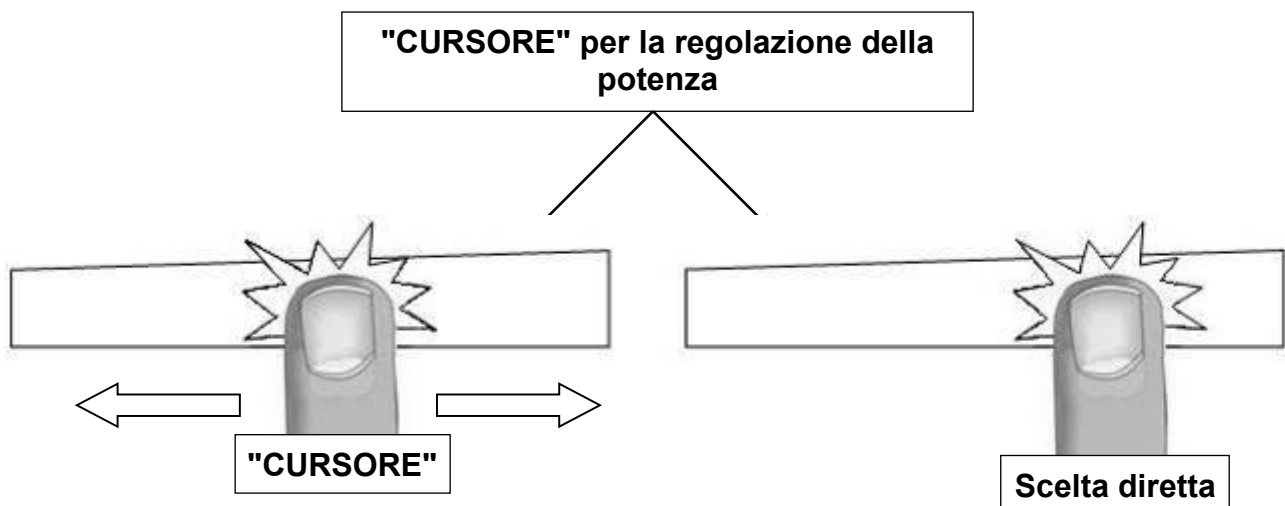 "CURSORE" per la regolazione della
potenza
"CURSORE"
Scelta diretta